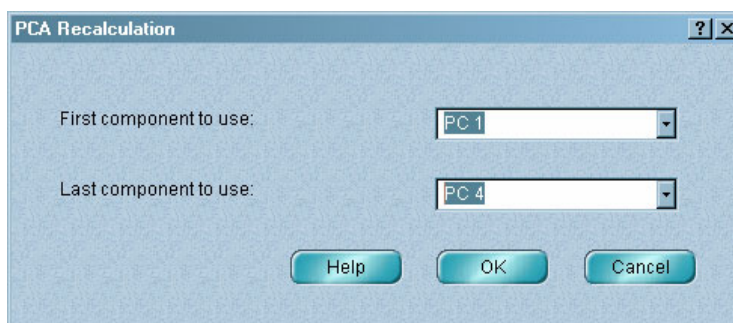 PCA Recalculation ? ×
First component to use: PC 1
Last component to use: PC 4
Help OK Cancel